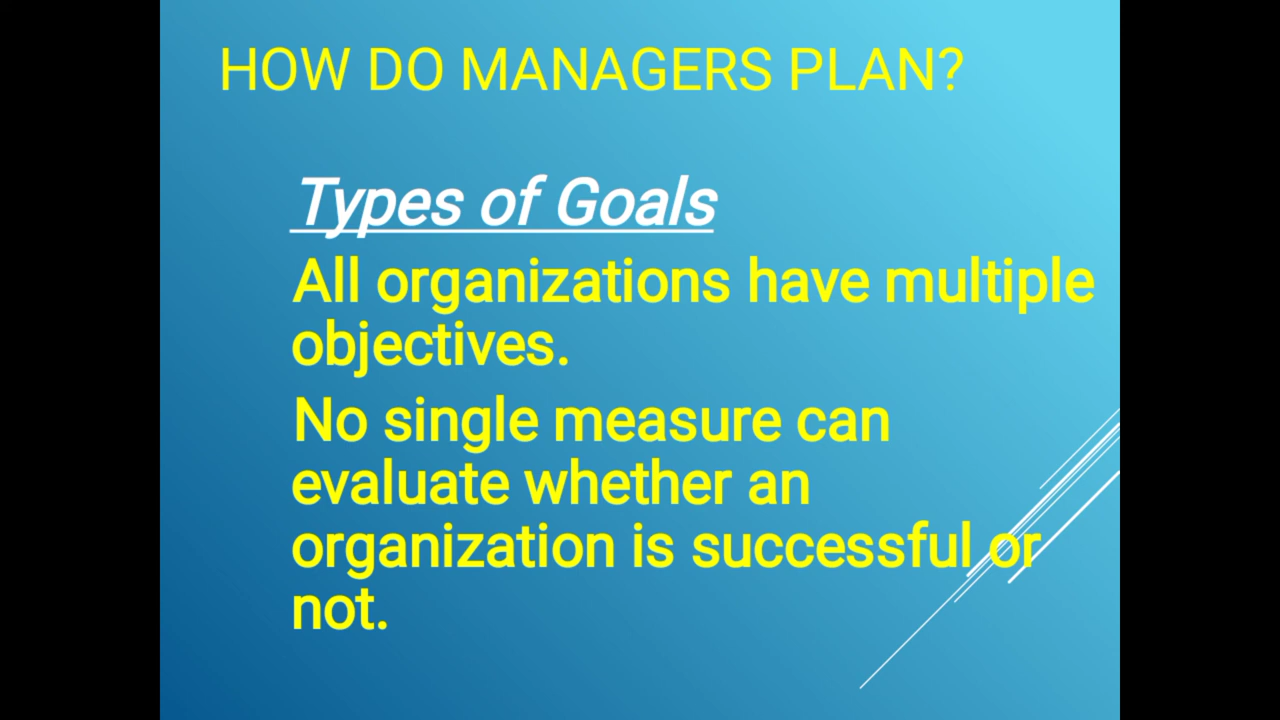 HOW DO MANAGERS PLAN?
Types of Goals
All organizations have multiple
objectives.
No single measure can
evaluate whether an
organization is successful or
not.